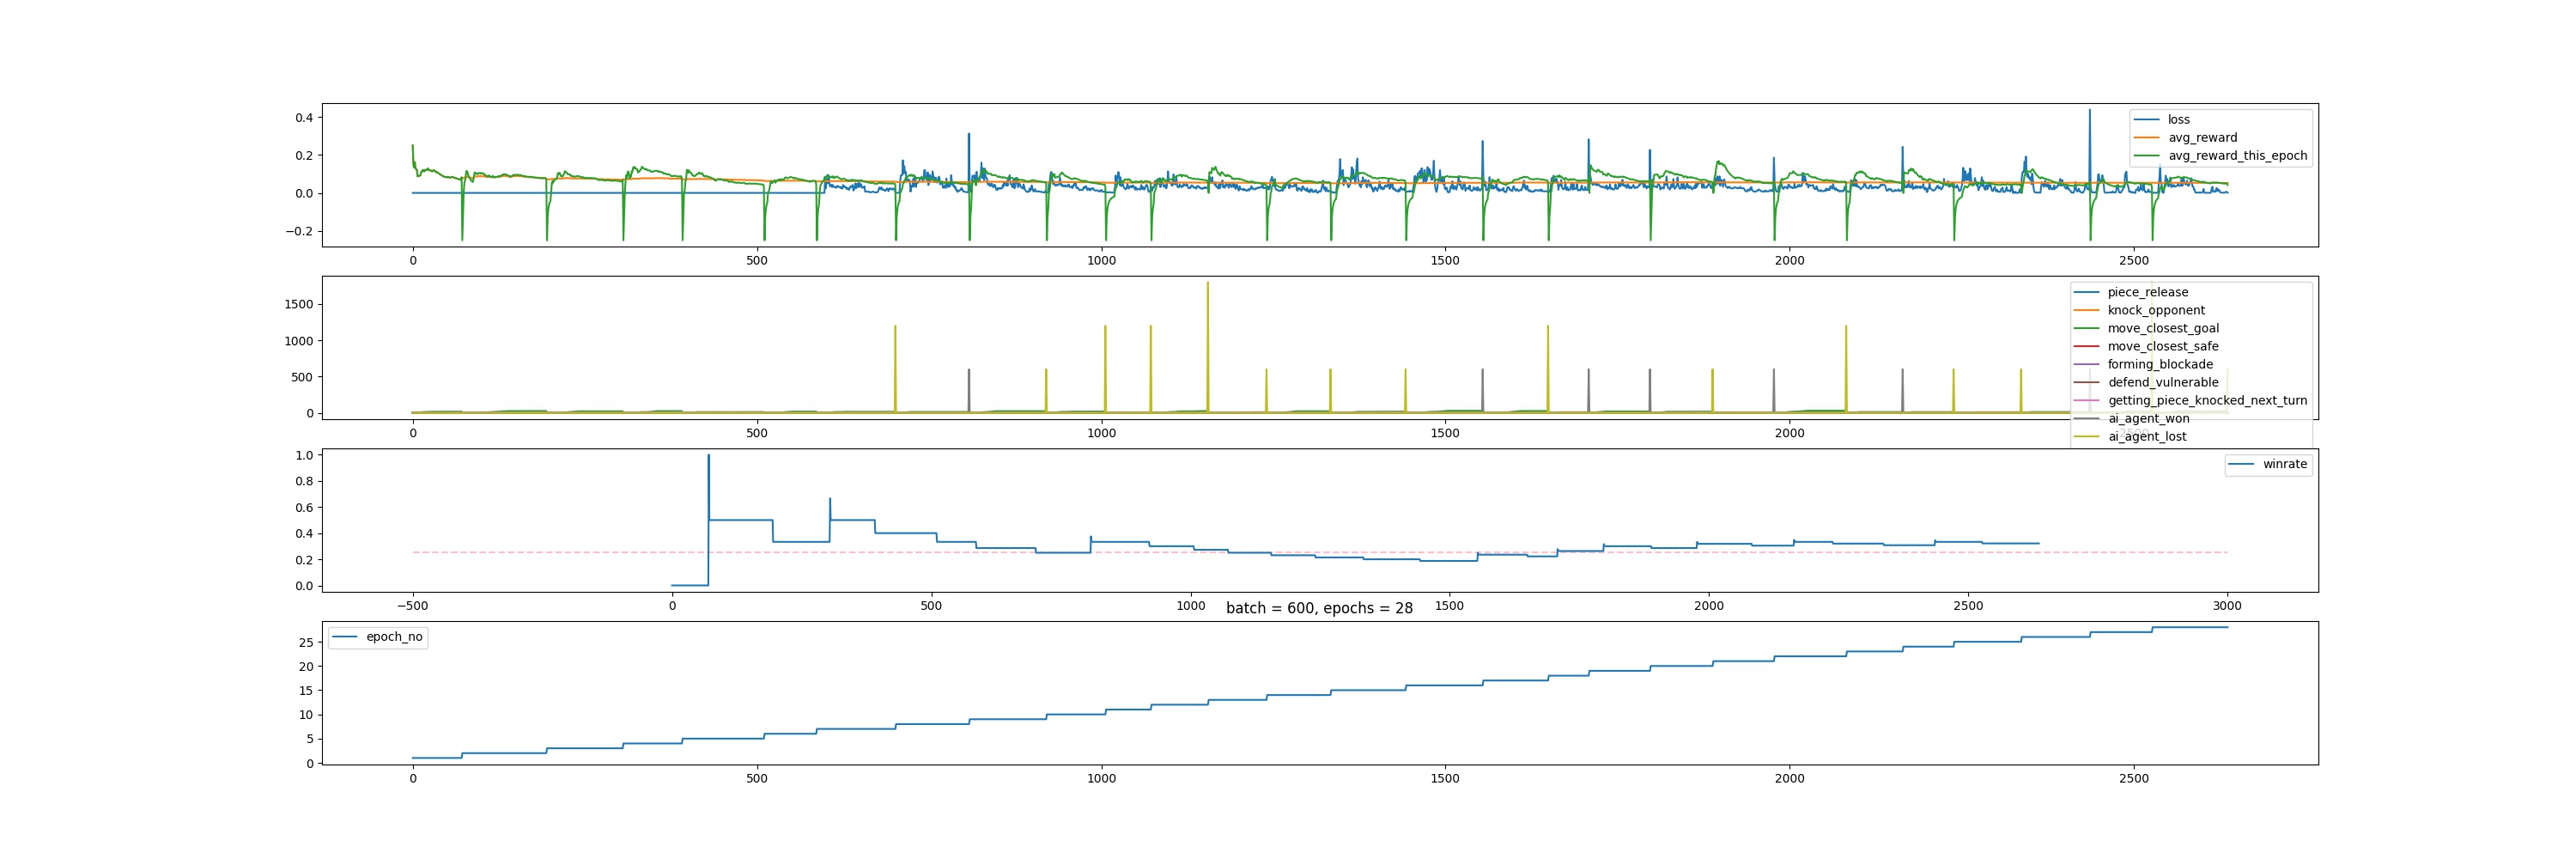 0.4
0.2
0.0
−0.2
loss
avg_reward
avg_reward_this_epoch
0 500 1000 1500 2000 2500
1500
1000
500
0
piece_release
knock_opponent
move_closest_goal
move_closest_safe
forming_blockade
defend_vulnerable
getting_piece_knocked_next_turn
ai_agent_won
ai_agent_lost
0 500 1000 1500 2000 2500
1.0
0.8
0.6
0.4
0.2
0.0
winrate
−500 0 500 1000 1500 2000 2500 3000
batch = 600, epochs = 28
25
20
15
10
5
0
epoch_no
0 500 1000 1500 2000 2500